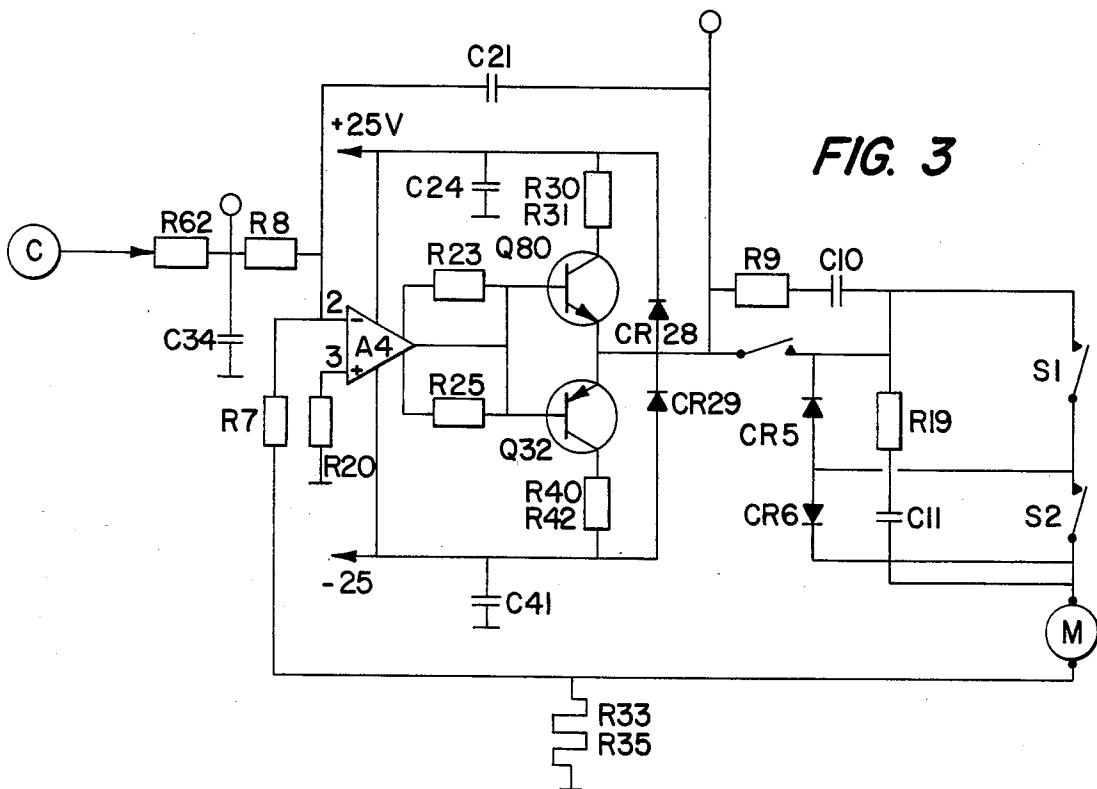 C21
+25V
FIG. 3
C24
R30
R31
C
R62
R8
Q80
R23
R9
C10
2
-
A4
3
+
C34
CR28
S1
R7
R25
R20
CR29
CR5
R19
Q32
R40
R42
CR6
C11
S2
-25
C41
M
R33
R35